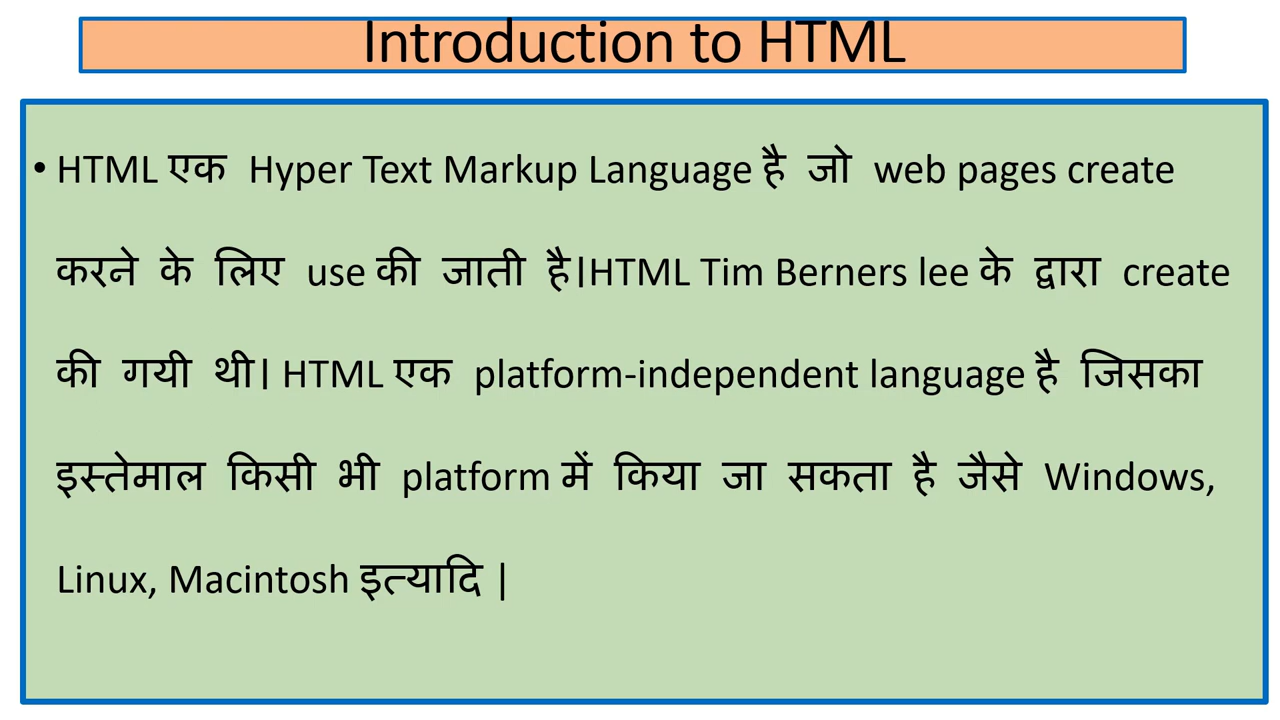 Introduction to HTML
• HTML एक Hyper Text Markup Language है जो web pages create
करने के लिए use की जाती है|HTML Tim Berners lee के द्वारा create
की गयी थी| HTML एक platform-independent language है जिसका
इस्तेमाल किसी भी platform में किया जा सकता है जैसे Windows,
Linux, Macintosh इत्यादि |